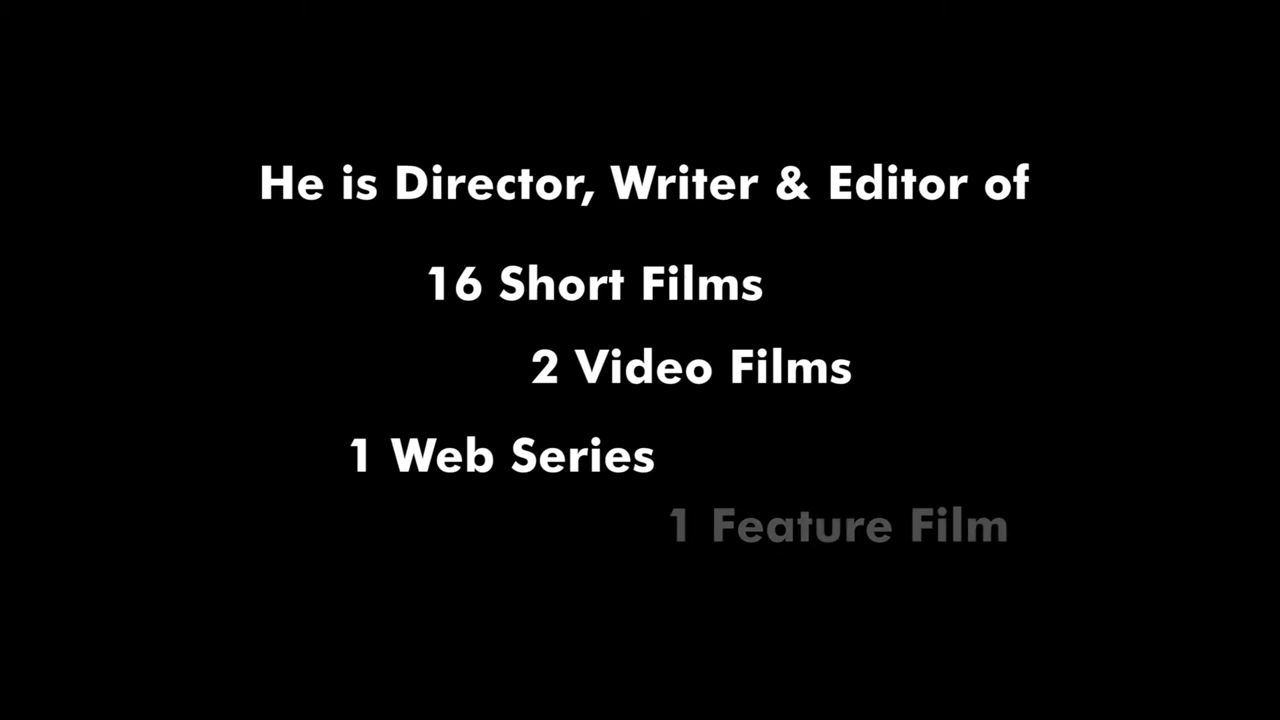 He is Director, Writer & Editor of
16 Short Films
2 Video Films
1 Web Series
1 Feature Film